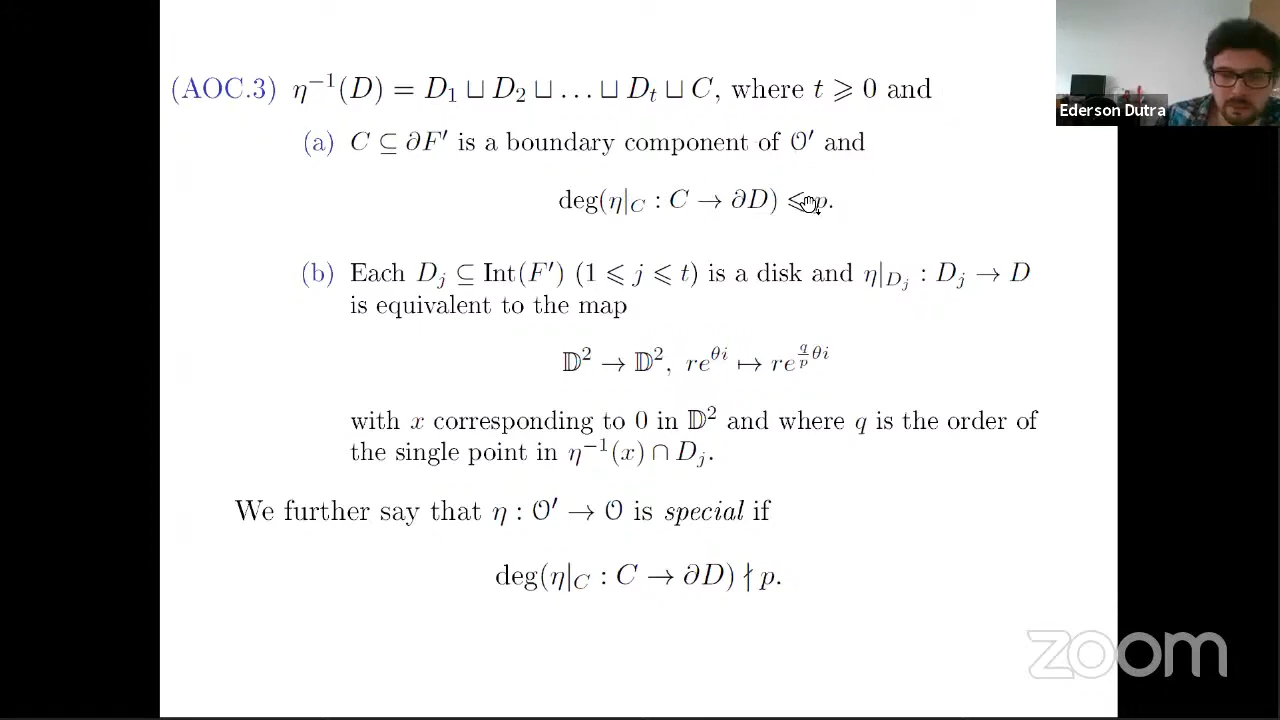 (AOC.3) η⁻¹(D) = D₁ ⊔ D₂ ⊔ … ⊔ Dₜ ⊔ C, where t ⩾ 0 and
Ederson Dutra
(a) C ⊆ ∂F′ is a boundary component of 𝒪′ and
deg(η|_C : C → ∂D) ⩽ p.
(b) Each D_j ⊆ Int(F′) (1 ⩽ j ⩽ t) is a disk and η|_{D_j} : D_j → D
is equivalent to the map
𝔻² → 𝔻², re^{θi} ↦ re^{\frac{q}{p}θi}
with x corresponding to 0 in 𝔻² and where q is the order of
the single point in η⁻¹(x) ∩ D_j.
We further say that η : 𝒪′ → 𝒪 is special if
deg(η|_C : C → ∂D) ∤ p.
zoom